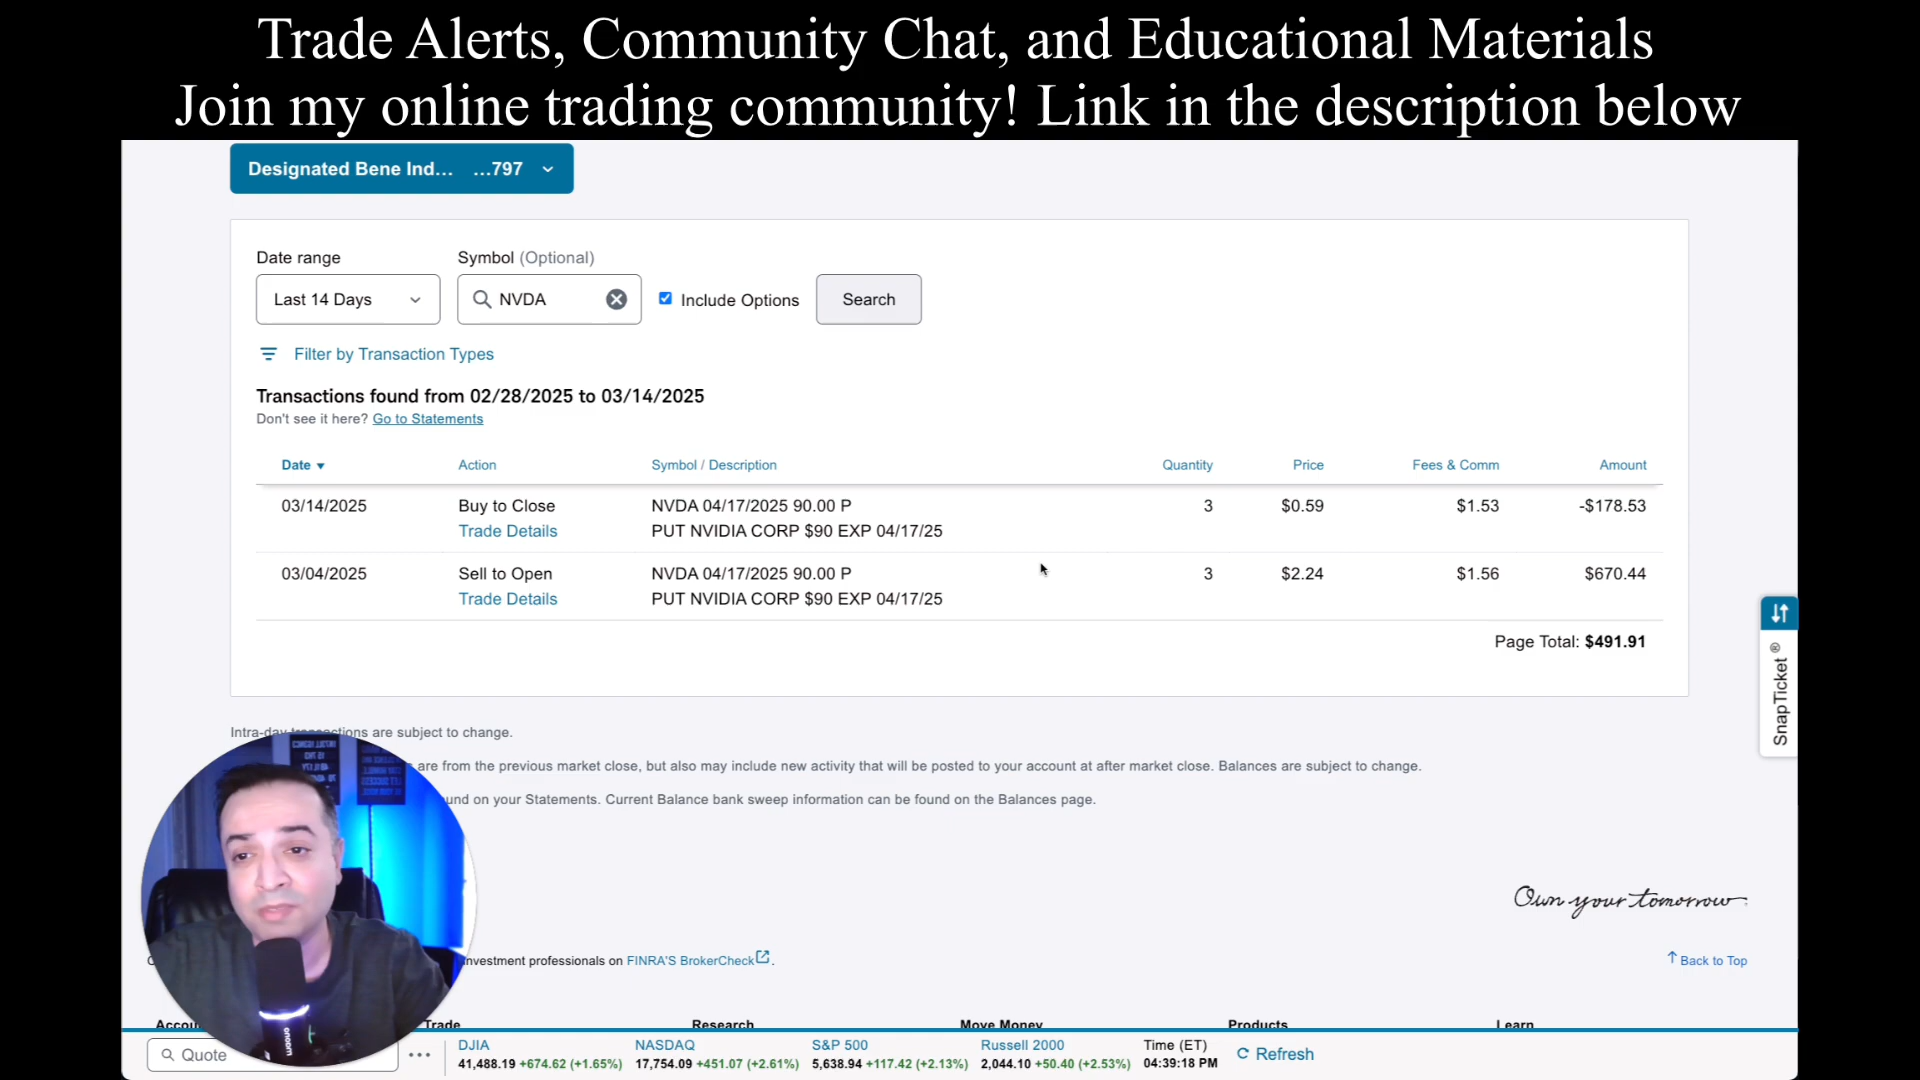 Trade Alerts, Community Chat, and Educational Materials
Join my online trading community! Link in the description below
Designated Bene Ind... ...797
Date range
Symbol (Optional)
Last 14 Days
NVDA
Include Options
Search
Filter by Transaction Types
Transactions found from 02/28/2025 to 03/14/2025
Don't see it here? Go to Statements
Date Action Symbol / Description Quantity Price Fees & Comm Amount
03/14/2025 Buy to Close NVDA 04/17/2025 90.00 P 3 $0.59 $1.53 -$178.53
Trade Details PUT NVIDIA CORP $90 EXP 04/17/25
03/04/2025 Sell to Open NVDA 04/17/2025 90.00 P 3 $2.24 $1.56 $670.44
Trade Details PUT NVIDIA CORP $90 EXP 04/17/25
Page Total: $491.91
SnapTicket®
Intra-day transactions are subject to change.
are from the previous market close, but also may include new activity that will be posted to your account at after market close. Balances are subject to change.
on your Statements. Current Balance bank sweep information can be found on the Balances page.
Own your tomorrow.
investment professionals on FINRA'S BrokerCheck.
Back to Top
Trade Research Move Money Products Learn
Quote
DJIA NASDAQ S&P 500 Russell 2000 Time (ET)
41,488.19 +674.62 (+1.65%) 17,754.09 +451.07 (+2.61%) 5,638.94 +117.42 (+2.13%) 2,044.10 +50.40 (+2.53%) 04:39:18 PM
Refresh